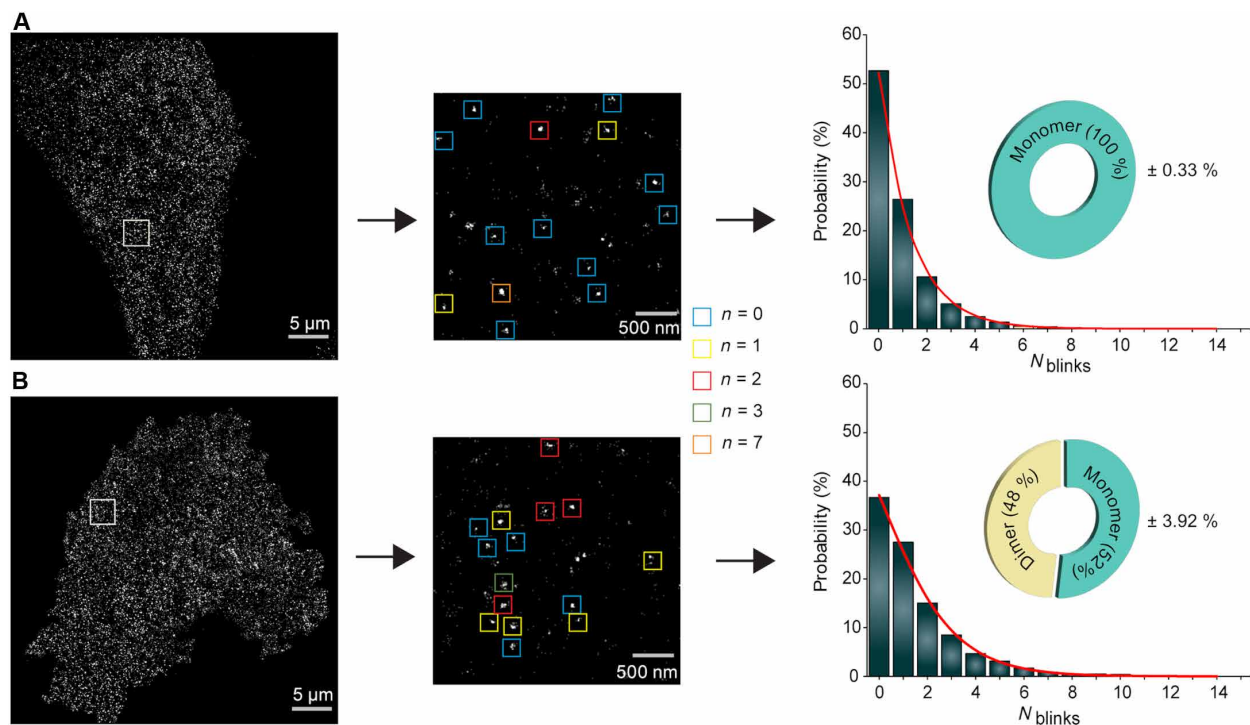 A
5 µm
500 nm
n = 0
n = 1
n = 2
n = 3
n = 7
Probability (%)
60
50
40
30
20
10
0
0 2 4 6 8 10 12 14
N blinks
Monomer (100 %)
± 0.33 %
B
5 µm
500 nm
Probability (%)
60
50
40
30
20
10
0
0 2 4 6 8 10 12 14
N blinks
Dimer (48 %)
Monomer (52%)
± 3.92 %